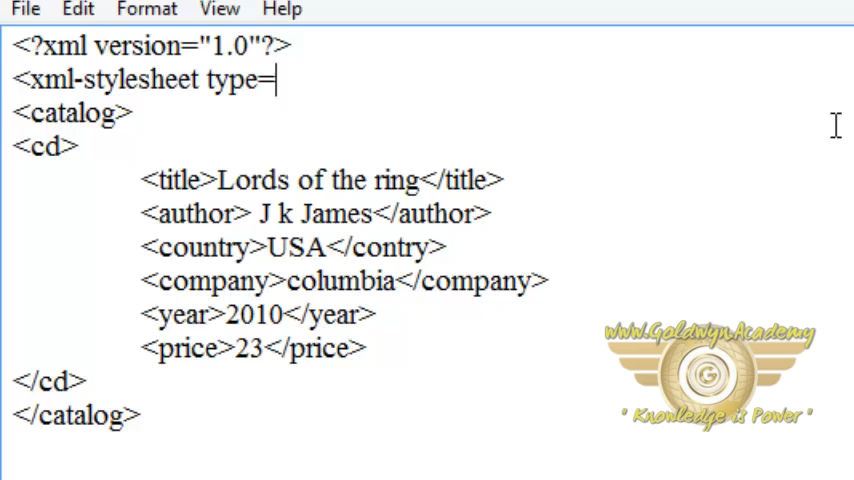 File Edit Format View Help
<?xml version="1.0"?>
<xml-stylesheet type=
<catalog>
<cd>
<title>Lords of the ring</title>
<author> J k James</author>
<country>USA</contry>
<company>columbia</company>
<year>2010</year>
<price>23</price>
</cd>
</catalog>
www.GoldwynAcademy
G
" Knowledge is Power "